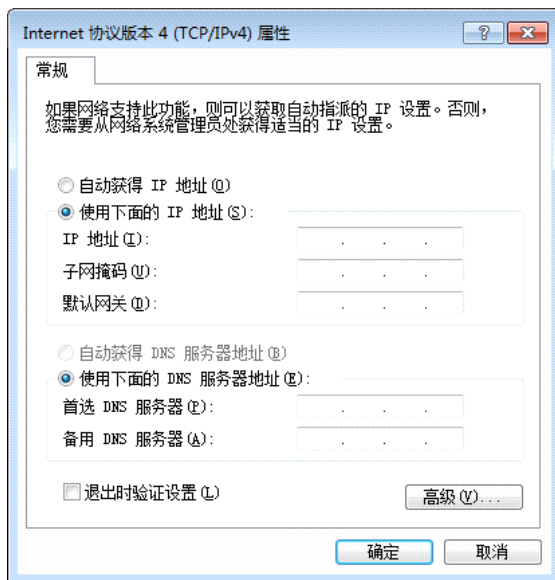 Internet 协议版本 4 (TCP/IPv4) 属性
常规
如果网络支持此功能，则可以获取自动指派的 IP 设置。否则，
您需要从网络系统管理员处获得适当的 IP 设置。
自动获得 IP 地址(O)
使用下面的 IP 地址(S):
IP 地址(I):
子网掩码(U):
默认网关(D):
自动获得 DNS 服务器地址(B)
使用下面的 DNS 服务器地址(E):
首选 DNS 服务器(P):
备用 DNS 服务器(A):
退出时验证设置(L)
高级(V)...
确定
取消